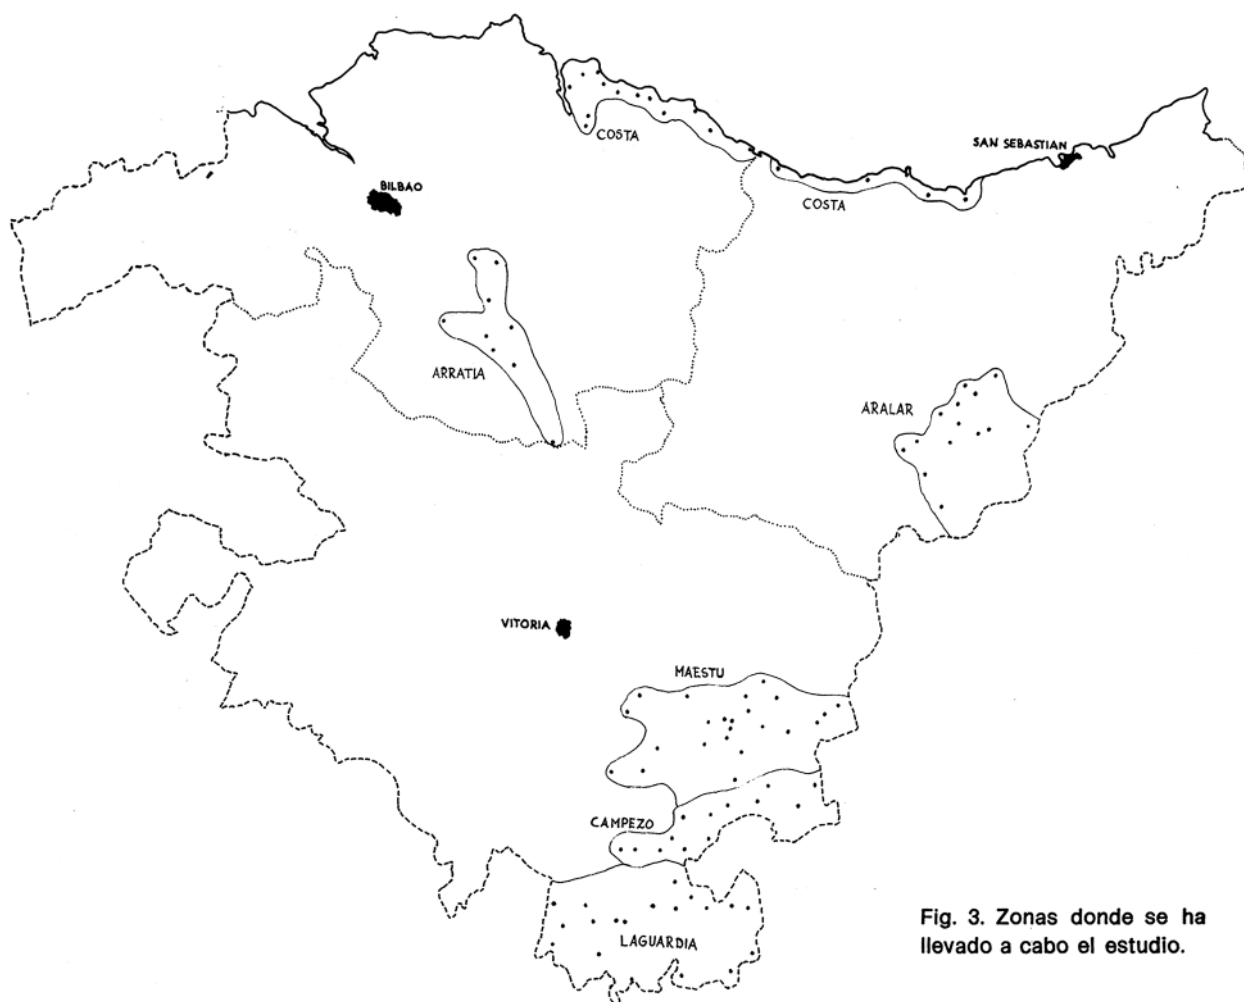 COSTA
SAN SEBASTIAN
BILBAO
COSTA
ARRATIA
ARALAR
VITORIA
MAESTU
CAMPEZO
LAGUARDIA
Fig. 3. Zonas donde se ha
llevado a cabo el estudio.